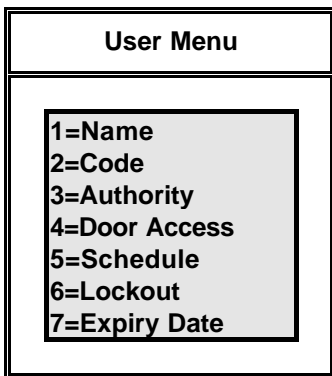 User Menu
1=Name
2=Code
3=Authority
4=Door Access
5=Schedule
6=Lockout
7=Expiry Date